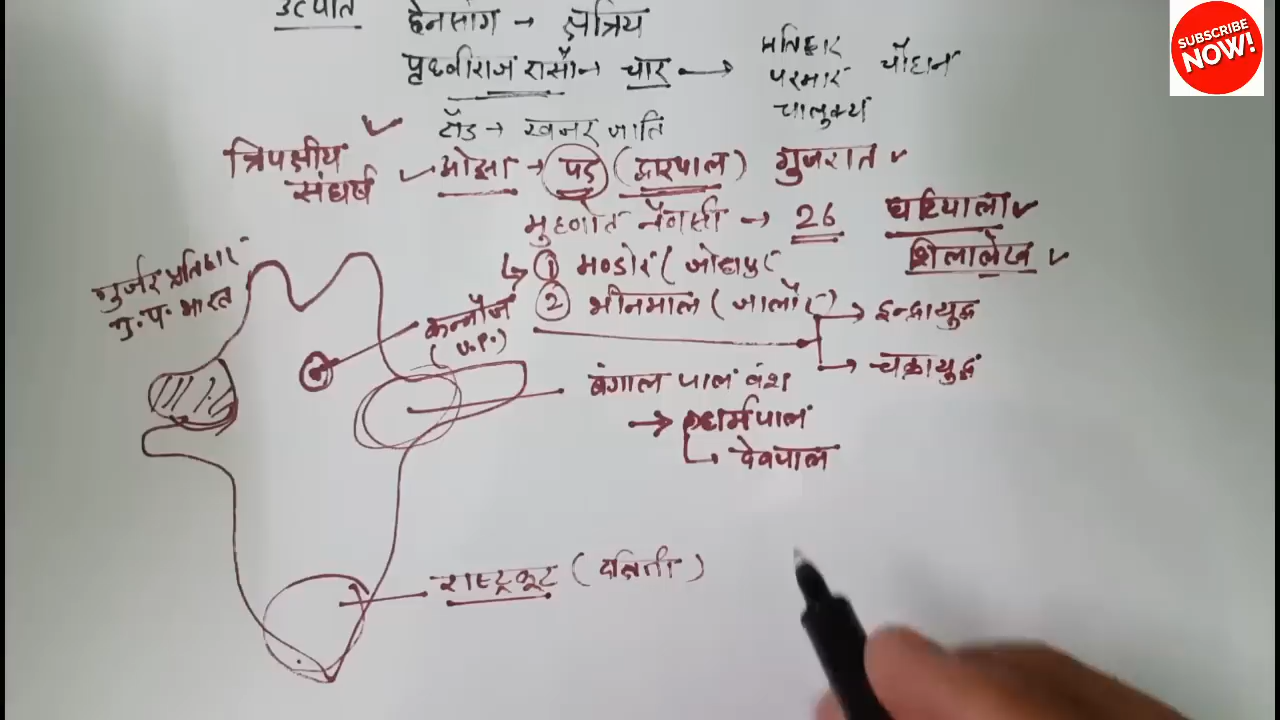 उत्पति
ह्वेनसांग → क्षत्रिय
पृथ्वीराज रासौ न चार → प्रतिहार
परमार चौहान
चालुक्य
टॉड → खजर जाति
त्रिपक्षीय
संघर्ष
ओझा → पद (द्वारपाल) गुजरात
मुहणोत नैणसी → 26
घटियाला
शिलालेख
① मण्डोर (जोधपुर
② भीनमाल (जालौर)
गुर्जर प्रतिहार
उ.प. भारत
कन्नौज
(U.P.)
इन्द्रायुद्ध
चक्रायुद्ध
बंगाल पाल वंश
→ धर्मपाल
देवपाल
राष्ट्रकूट (दक्षिणी)
SUBSCRIBE
NOW!